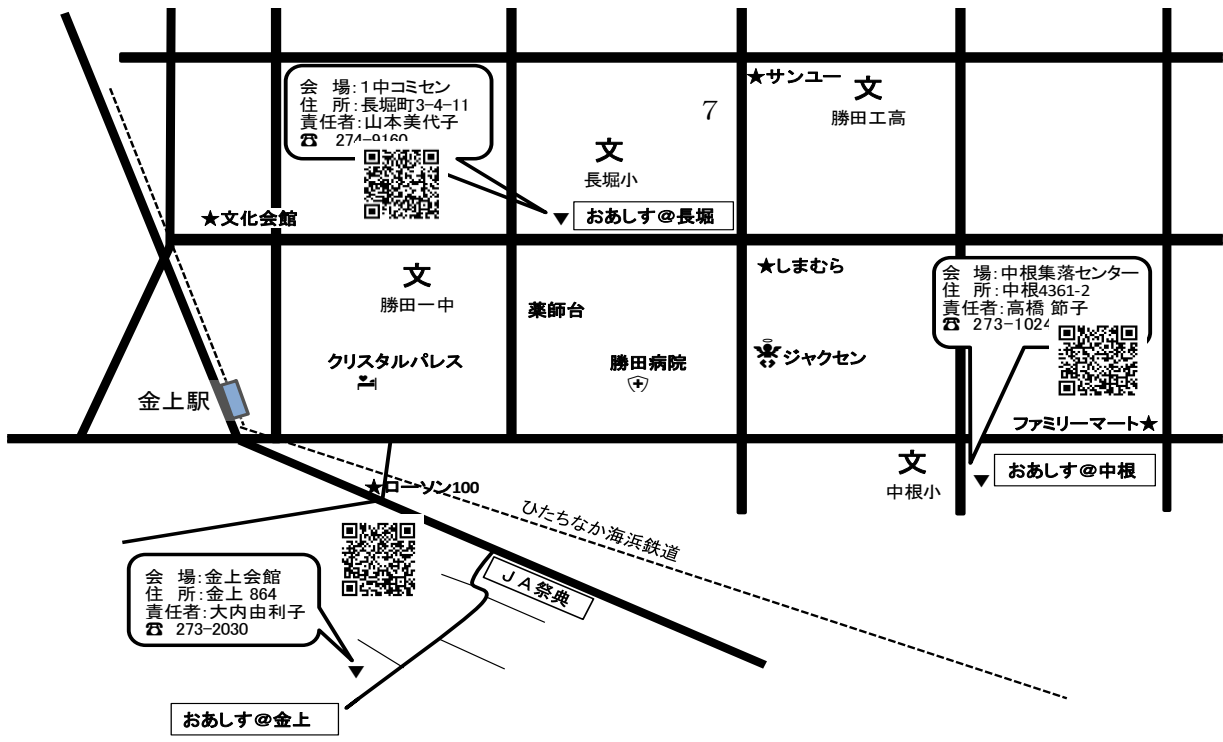 ★サンユー
文
勝田工高
会　場：1中コミセン
住　所：長堀町3-4-11
責任者：山本美代子
☎　274-9160
7
文
長堀小
★文化会館
おあしす＠長堀
文
勝田一中
薬師台
★しまむら
会　場：中根集落センター
住　所：中根4361-2
責任者：高橋 節子
☎　273-1024
クリスタルパレス
勝田病院
ジャクセン
金上駅
ファミリーマート★
文
中根小
おあしす＠中根
★ローソン100
ひたちなか海浜鉄道
ＪＡ祭典
会　場：金上会館
住　所：金上 864
責任者：大内由利子
☎　273-2030
おあしす＠金上